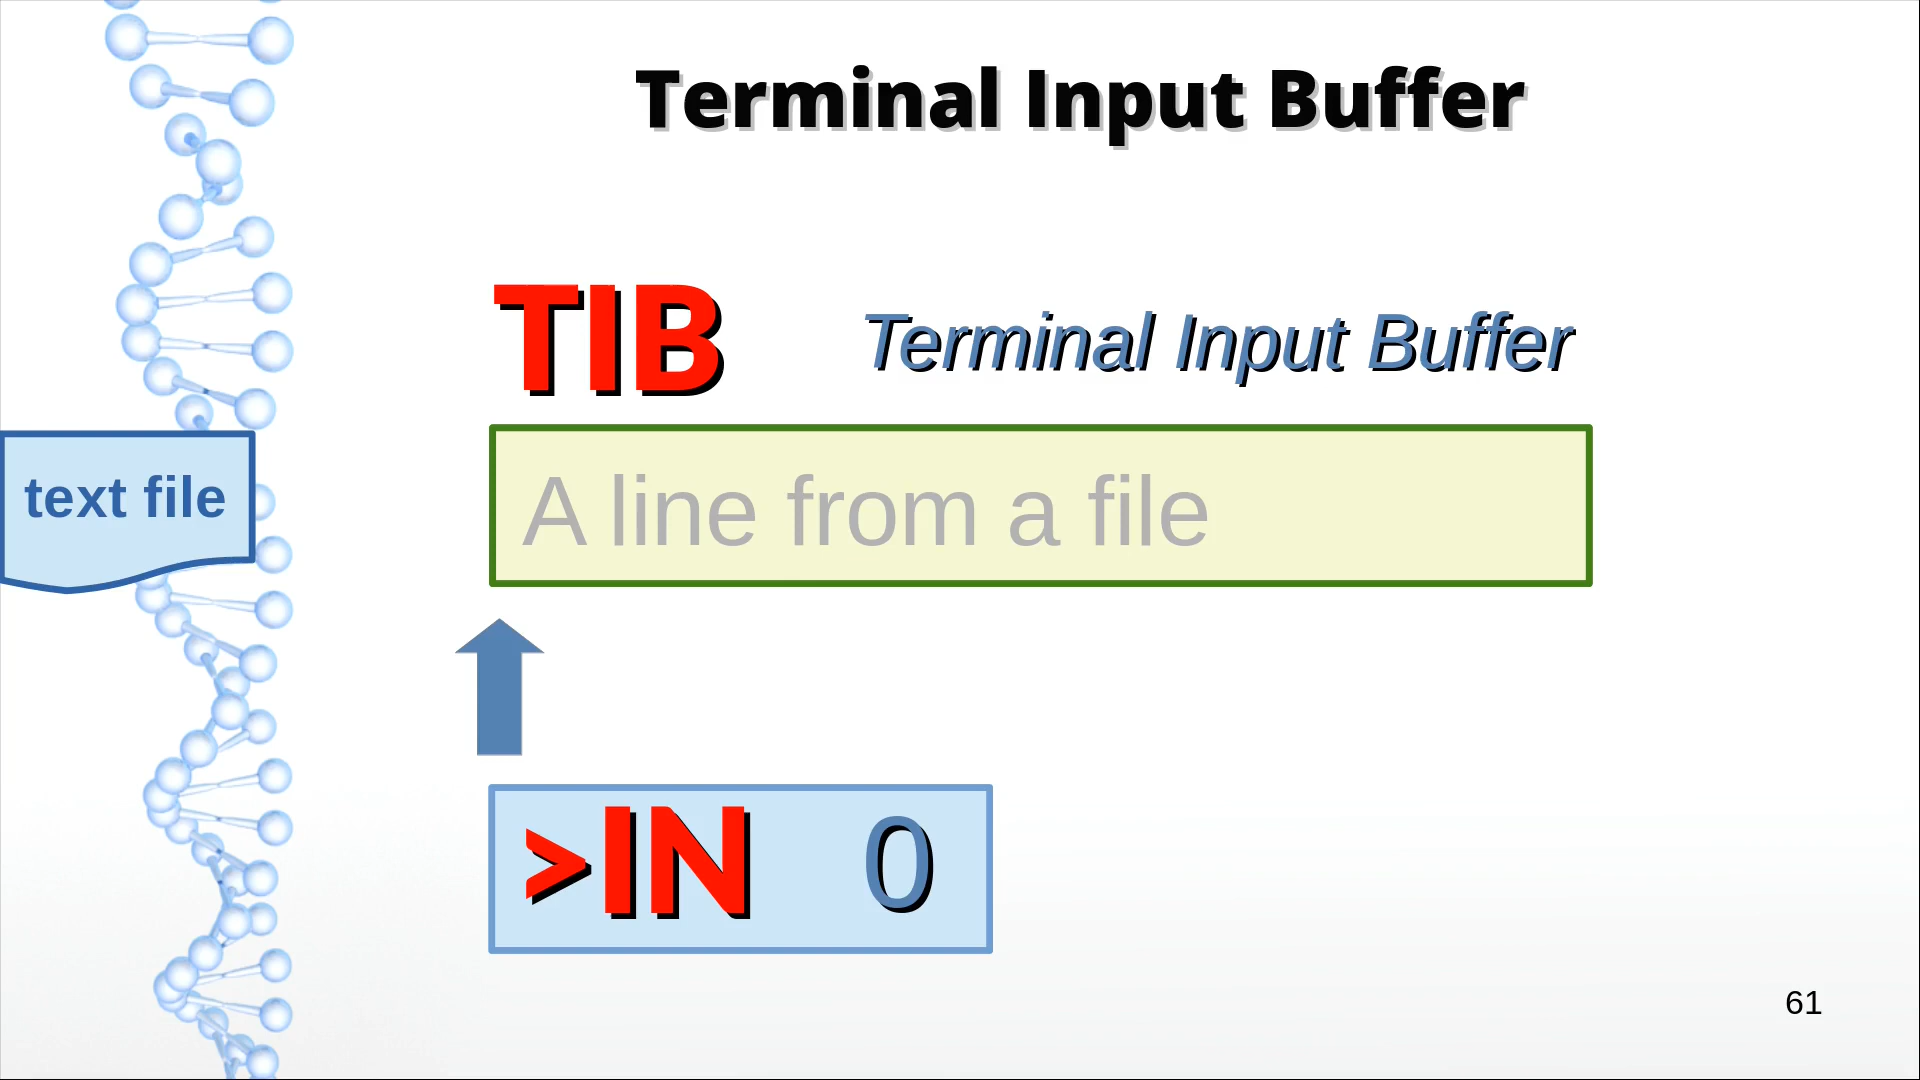 Terminal Input Buffer
TIB Terminal Input Buffer
text file
A line from a file
>IN 0
61